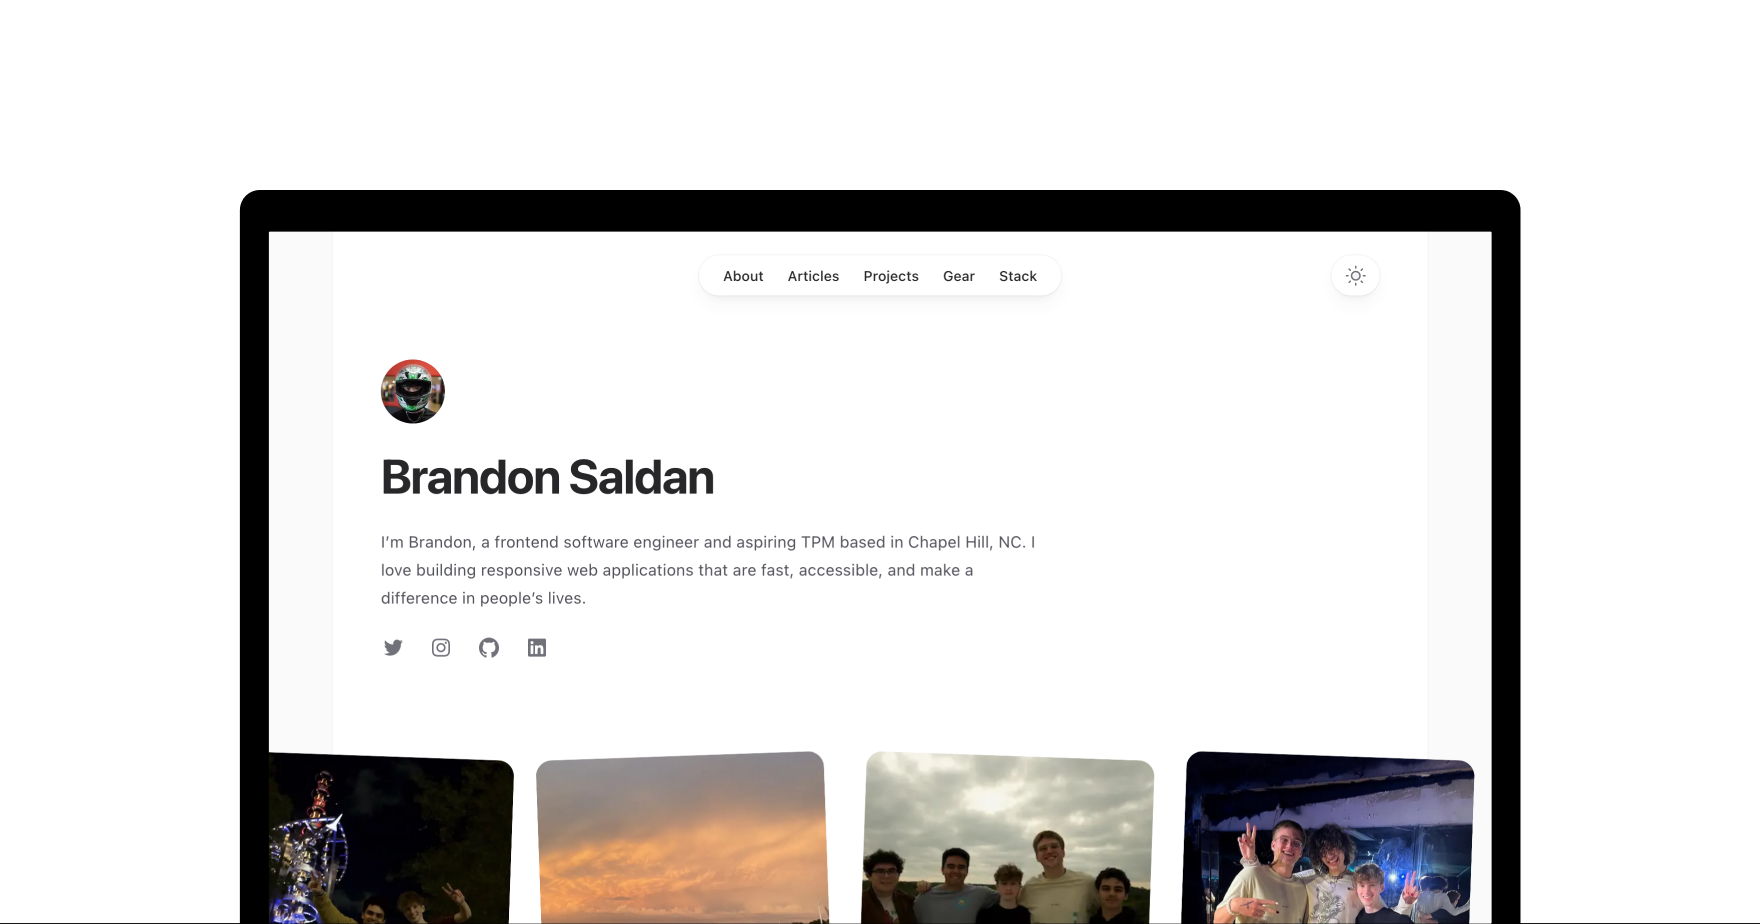 About Articles Projects Gear Stack
Brandon Saldan
I’m Brandon, a frontend software engineer and aspiring TPM based in Chapel Hill, NC. I
love building responsive web applications that are fast, accessible, and make a
difference in people’s lives.